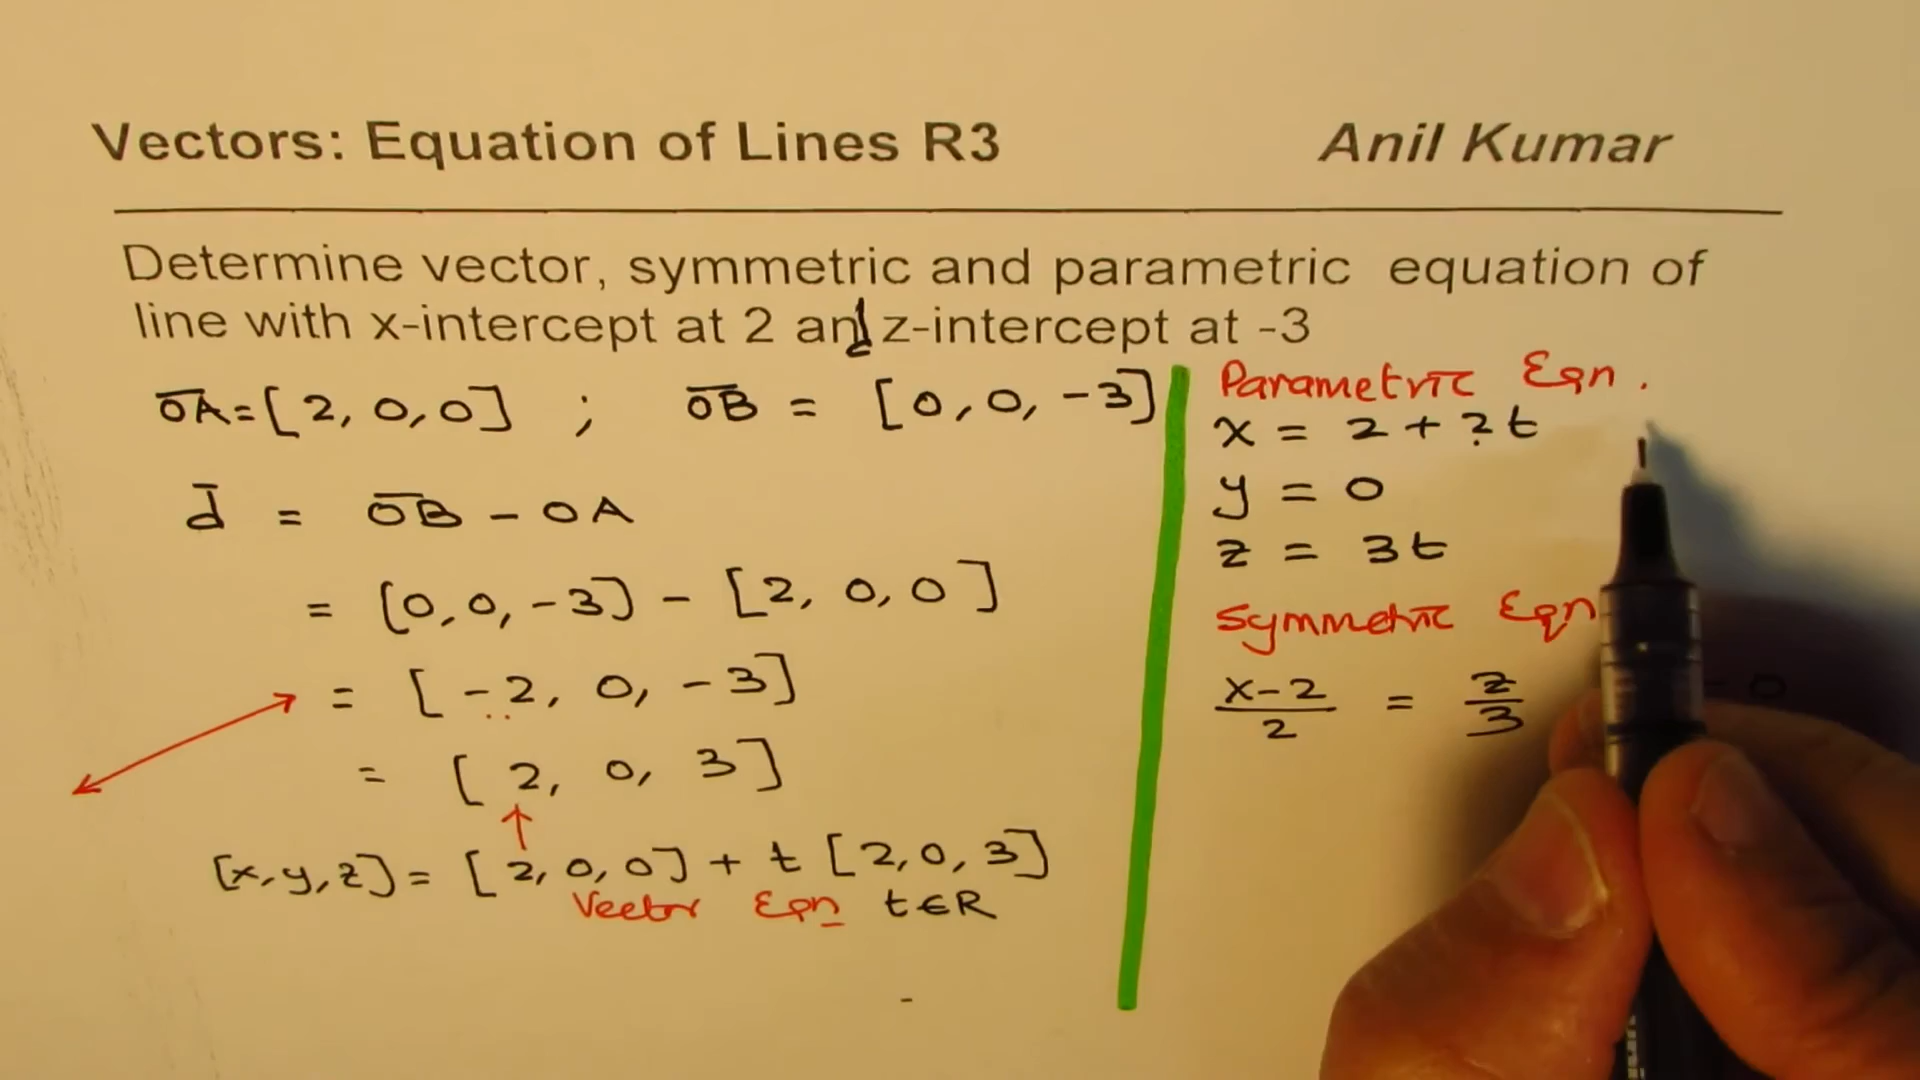 Vectors: Equation of Lines R3 Anil Kumar
Determine vector, symmetric and parametric equation of
line with x-intercept at 2 and z-intercept at -3
OA = [2, 0, 0] ; OB = [0, 0, -3]
d = OB - OA
= [0, 0, -3] - [2, 0, 0]
= [-2, 0, -3]
= [2, 0, 3]
[x, y, z] = [2, 0, 0] + t [2, 0, 3]
Vector Eqn t∈R
Parametric Eqn.
x = 2 + 2t
y = 0
z = 3t
Symmetric Eqn
x-2/2 = z/3